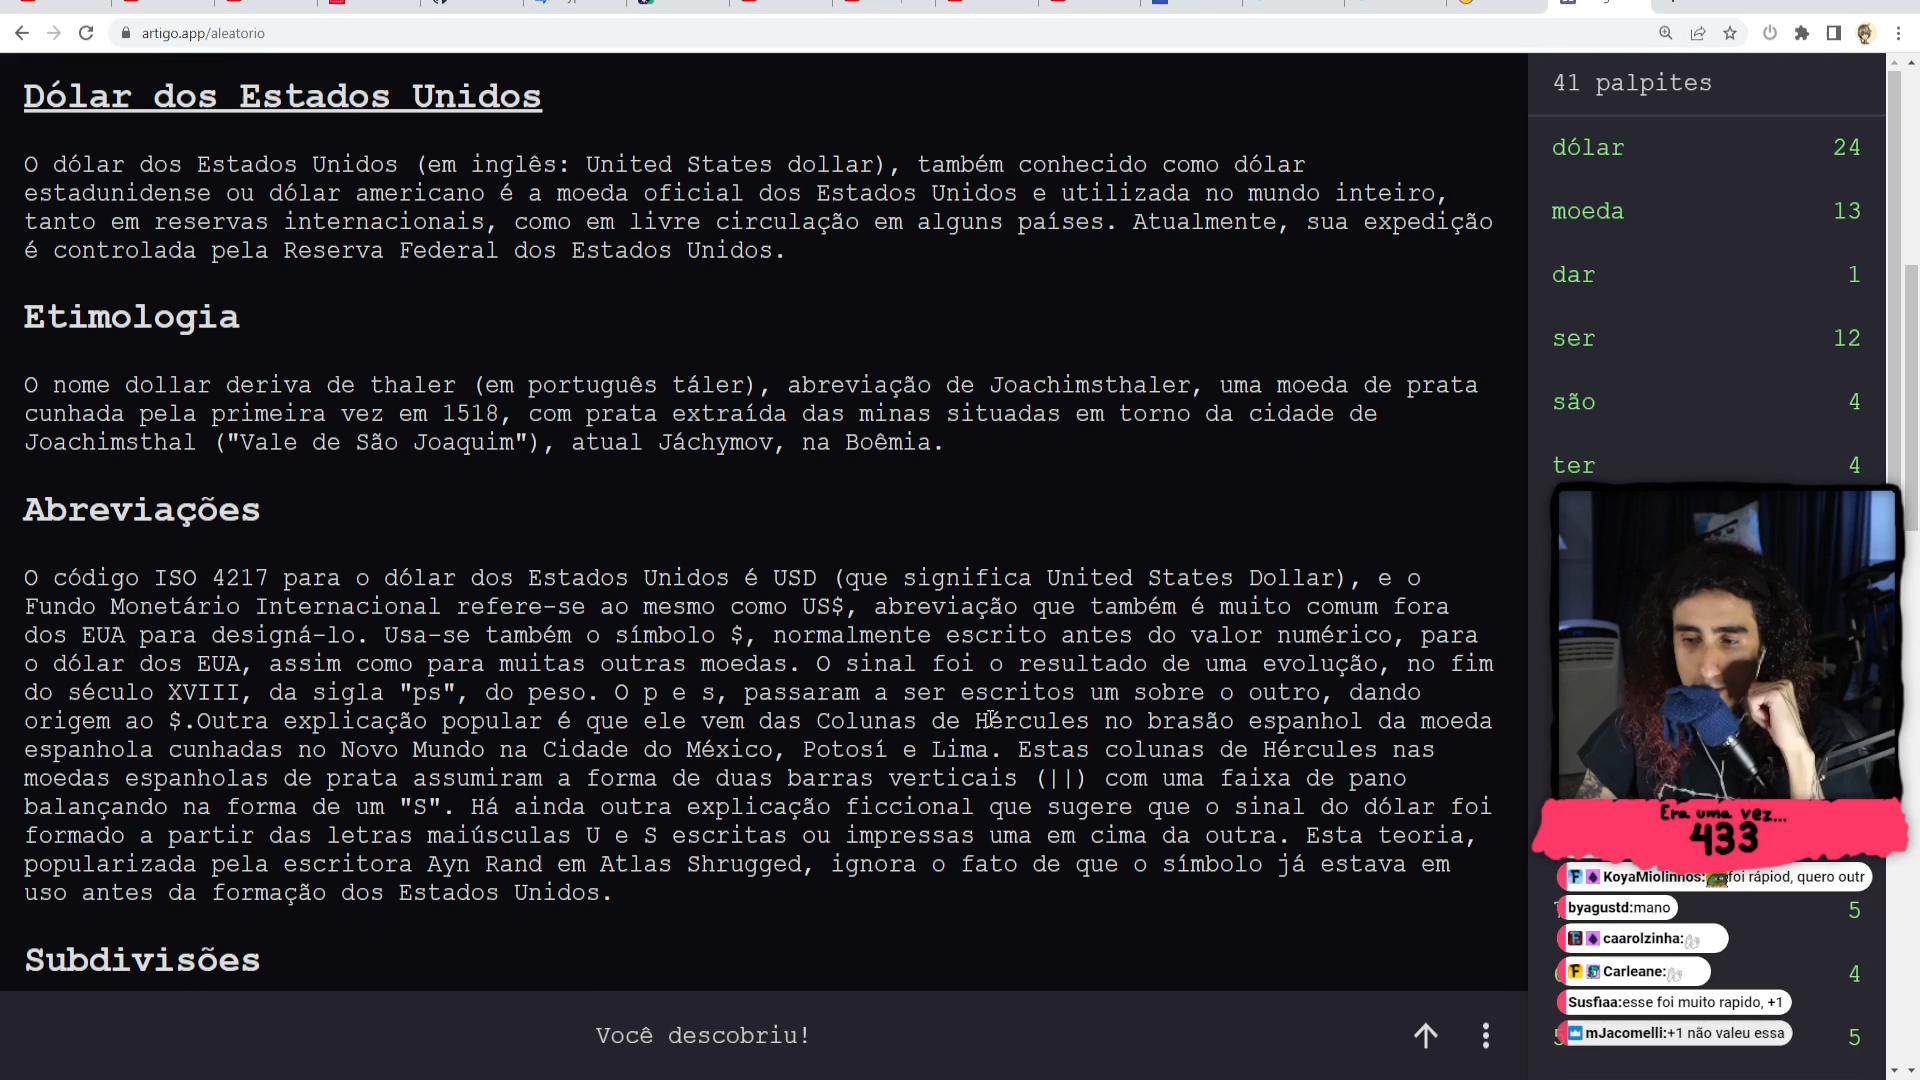 artigo.app/aleatorio
Dólar dos Estados Unidos
O dólar dos Estados Unidos (em inglês: United States dollar), também conhecido como dólar
estadunidense ou dólar americano é a moeda oficial dos Estados Unidos e utilizada no mundo inteiro,
tanto em reservas internacionais, como em livre circulação em alguns países. Atualmente, sua expedição
é controlada pela Reserva Federal dos Estados Unidos.
Etimologia
O nome dollar deriva de thaler (em português táler), abreviação de Joachimsthaler, uma moeda de prata
cunhada pela primeira vez em 1518, com prata extraída das minas situadas em torno da cidade de
Joachimsthal ("Vale de São Joaquim"), atual Jáchymov, na Boêmia.
Abreviações
O código ISO 4217 para o dólar dos Estados Unidos é USD (que significa United States Dollar), e o
Fundo Monetário Internacional refere-se ao mesmo como US$, abreviação que também é muito comum fora
dos EUA para designá-lo. Usa-se também o símbolo $, normalmente escrito antes do valor numérico, para
o dólar dos EUA, assim como para muitas outras moedas. O sinal foi o resultado de uma evolução, no fim
do século XVIII, da sigla "ps", do peso. O p e s, passaram a ser escritos um sobre o outro, dando
origem ao $.Outra explicação popular é que ele vem das Colunas de Hércules no brasão espanhol da moeda
espanhola cunhadas no Novo Mundo na Cidade do México, Potosí e Lima. Estas colunas de Hércules nas
moedas espanholas de prata assumiram a forma de duas barras verticais (||) com uma faixa de pano
balançando na forma de um "S". Há ainda outra explicação ficcional que sugere que o sinal do dólar foi
formado a partir das letras maiúsculas U e S escritas ou impressas uma em cima da outra. Esta teoria,
popularizada pela escritora Ayn Rand em Atlas Shrugged, ignora o fato de que o símbolo já estava em
uso antes da formação dos Estados Unidos.
Subdivisões
Você descobriu!
41 palpites
dólar 24
moeda 13
dar 1
ser 12
são 4
ter 4
Era uma vez...
433
KoyaMiolinhos: foi rápiod, quero outr
byagustd:mano 5
caarolzinha:
Carleane: 4
Susfiaa:esse foi muito rapido, +1
mJacomelli:+1 não valeu essa 5